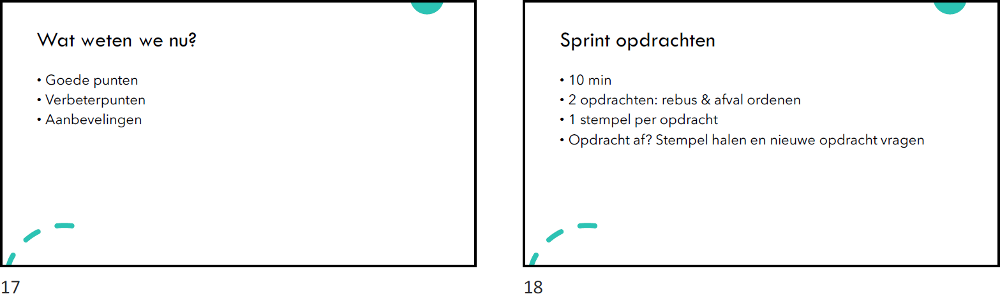 Wat weten we nu?
• Goede punten
• Verbeterpunten
• Aanbevelingen
17
Sprint opdrachten
• 10 min
• 2 opdrachten: rebus & afval ordenen
• 1 stempel per opdracht
• Opdracht af? Stempel halen en nieuwe opdracht vragen
18